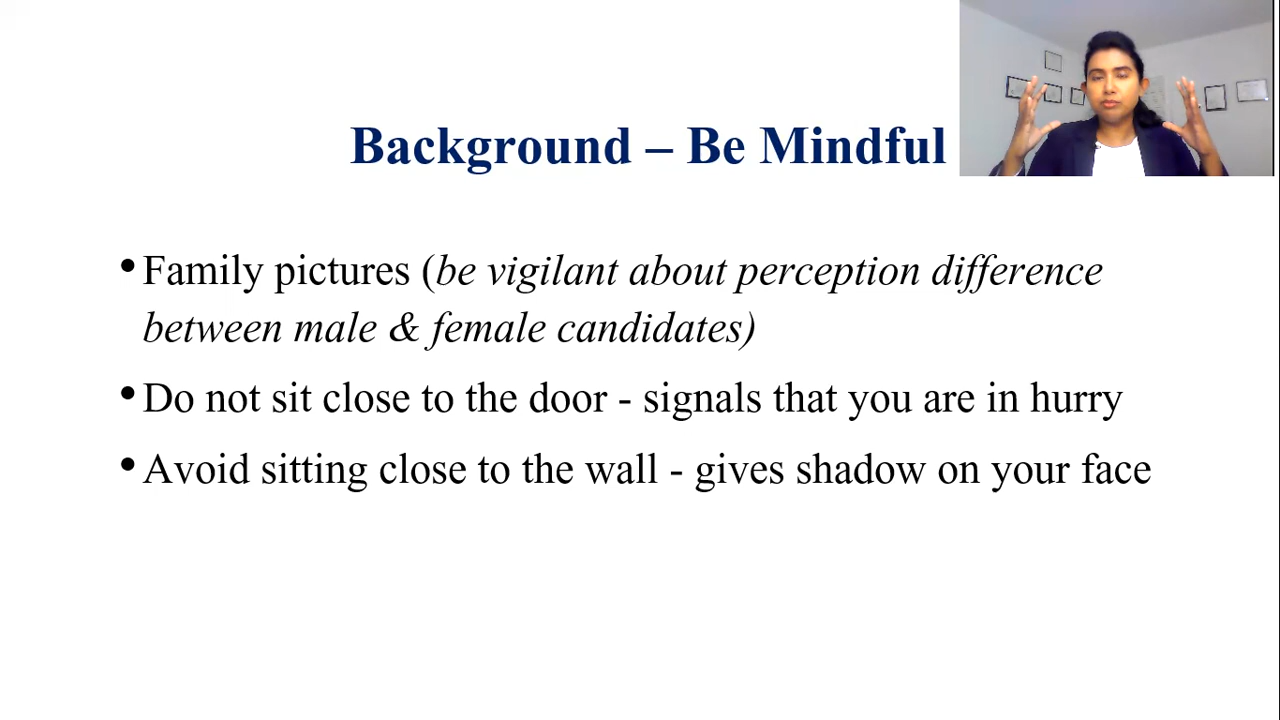 Background – Be Mindful
•Family pictures (be vigilant about perception difference
between male & female candidates)
•Do not sit close to the door - signals that you are in hurry
•Avoid sitting close to the wall - gives shadow on your face